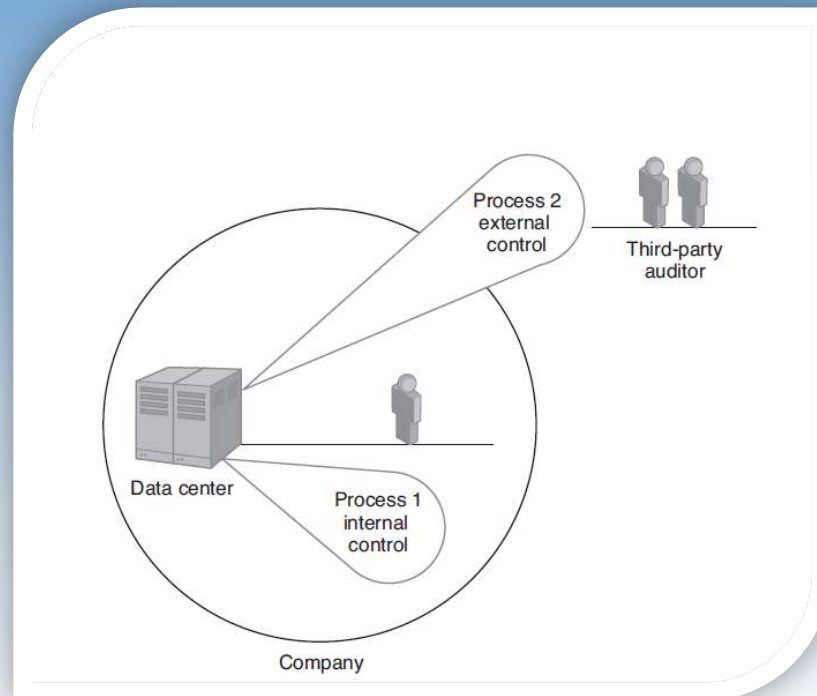 Process 2
external
control
Third-party
auditor
Data center
Process 1
internal
control
Company